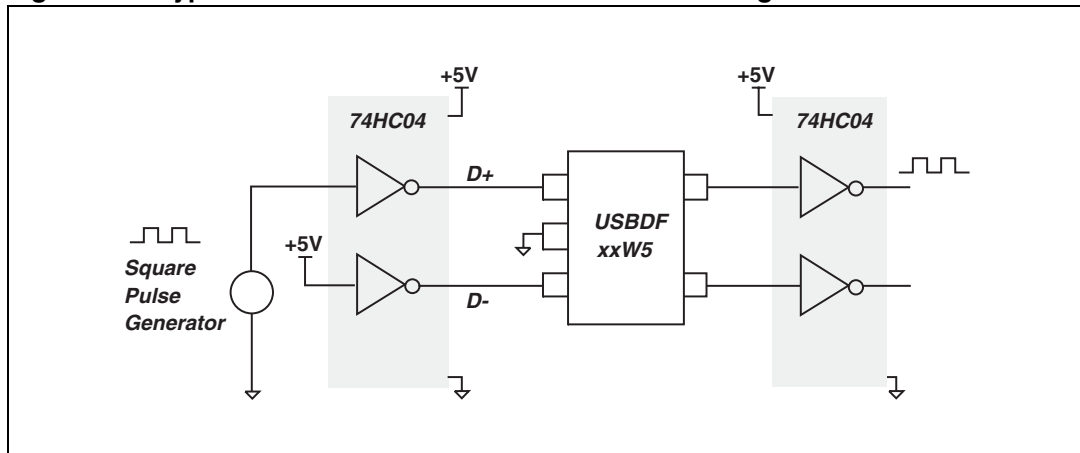 +5V
+5V
74HC04
74HC04
D+
USBDF
xxW5
+5V
Square
Pulse
Generator
D-